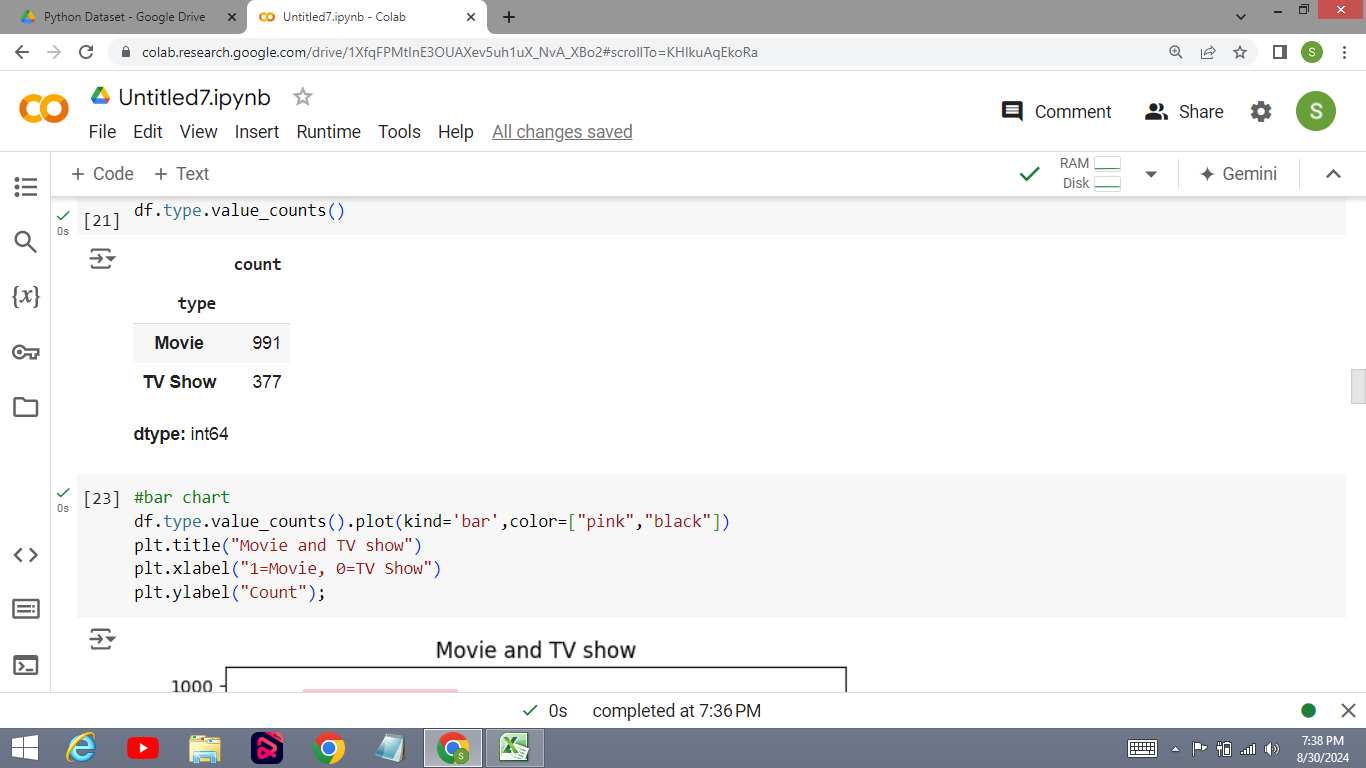 Python Dataset - Google Drive
Untitled7.ipynb - Colab
colab.research.google.com/drive/1XfqFPMtInE3OUAXev5uh1uX_NvA_XBo2#scrollTo=KHIkuAqEkoRa
S
Untitled7.ipynb
Comment
Share
S
File Edit View Insert Runtime Tools Help All changes saved
+ Code + Text
RAM
Disk
Gemini
[21] df.type.value_counts()
0s
count
type
Movie 991
TV Show 377
dtype: int64
{x}
[23] #bar chart
0s
df.type.value_counts().plot(kind='bar',color=["pink","black"])
plt.title("Movie and TV show")
plt.xlabel("1=Movie, 0=TV Show")
plt.ylabel("Count");
Movie and TV show
1000
0s completed at 7:36 PM
7:38 PM
8/30/2024